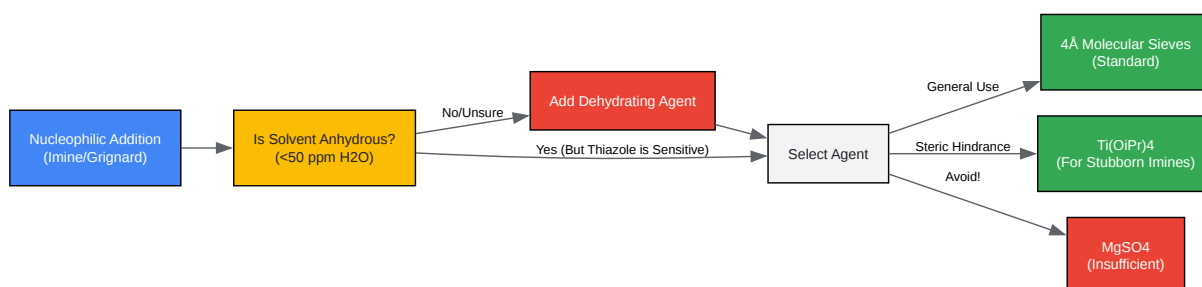 Nucleophilic Addition
(Imine/Grignard)
Is Solvent Anhydrous?
(<50 ppm H2O)
No/Unsure
Add Dehydrating Agent
Yes (But Thiazole is Sensitive)
Select Agent
General Use
4Å Molecular Sieves
(Standard)
Steric Hindrance
Ti(OiPr)4
(For Stubborn Imines)
Avoid!
MgSO4
(Insufficient)